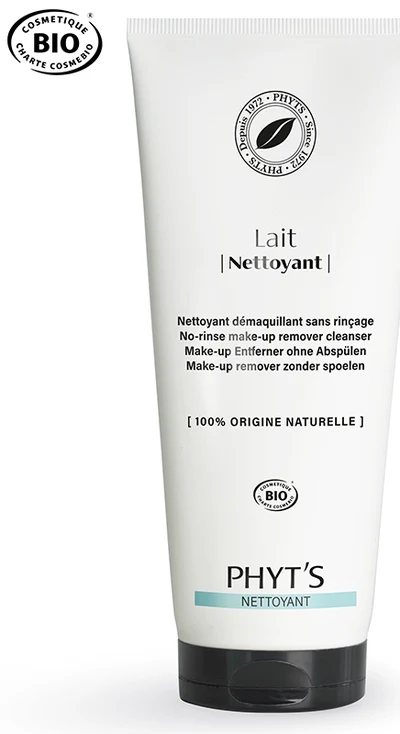 COSMETIQUE
BIO
CHARTE COSMEBIO
Depuis 1972 • PHYTS • Since 1972 • PHYTS •
Lait
| Nettoyant |
Nettoyant démaquillant sans rinçage
No-rinse make-up remover cleanser
Make-up Entferner ohne Abspülen
Make-up remover zonder spoelen
[ 100% ORIGINE NATURELLE ]
COSMETIQUE
BIO
CHARTE COSMEBIO
PHYT'S
NETTOYANT